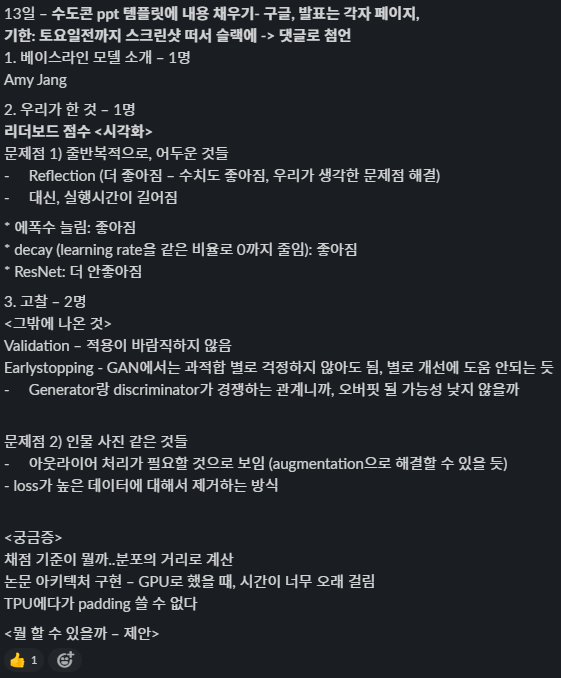 13일 – 수도콘 ppt 템플릿에 내용 채우기- 구글, 발표는 각자 페이지,
기한: 토요일전까지 스크린샷 떠서 슬랙에 -> 댓글로 첨언
1. 베이스라인 모델 소개 – 1명
Amy Jang
2. 우리가 한 것 – 1명
리더보드 점수 <시각화>
문제점 1) 줄반복적으로, 어두운 것들
- Reflection (더 좋아짐 – 수치도 좋아짐, 우리가 생각한 문제점 해결)
- 대신, 실행시간이 길어짐
* 에폭수 늘림: 좋아짐
* decay (learning rate을 같은 비율로 0까지 줄임): 좋아짐
* ResNet: 더 안좋아짐
3. 고찰 – 2명
<그밖에 나온 것>
Validation – 적용이 바람직하지 않음
Earlystopping - GAN에서는 과적합 별로 걱정하지 않아도 됨, 별로 개선에 도움 안되는 듯
- Generator랑 discriminator가 경쟁하는 관계니까, 오버핏 될 가능성 낮지 않을까
문제점 2) 인물 사진 같은 것들
- 아웃라이어 처리가 필요할 것으로 보임 (augmentation으로 해결할 수 있을 듯)
- loss가 높은 데이터에 대해서 제거하는 방식
<궁금증>
채점 기준이 뭘까..분포의 거리로 계산
논문 아키텍처 구현 – GPU로 했을 때, 시간이 너무 오래 걸림
TPU에다가 padding 쓸 수 없다
<뭘 할 수 있을까 – 제안>
1